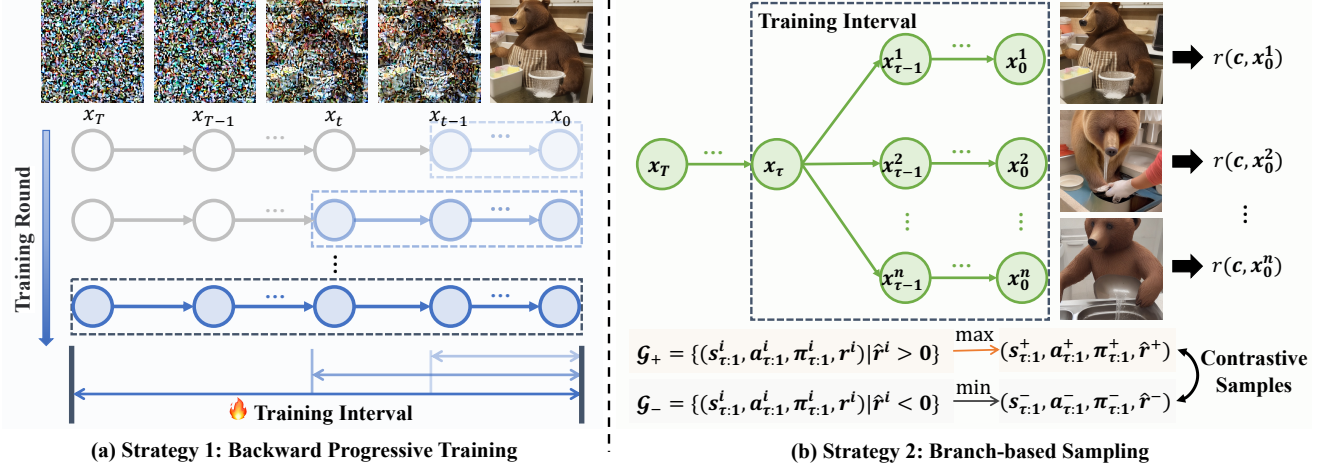 x_T x_{T-1} ... x_t x_{t-1} x_0
...
...
Training Round
... ... ...
⋮
... ... ...
Training Interval
(a) Strategy 1: Backward Progressive Training
Training Interval
x^1_{τ-1} ... x^1_0 r(c, x^1_0)
x_T ... x_τ x^2_{τ-1} ... x^2_0 r(c, x^2_0)
⋮ ⋮ ⋮
x^n_{τ-1} ... x^n_0 r(c, x^n_0)
G_+ = {(s^i_{τ:1}, a^i_{τ:1}, π^i_{τ:1}, r^i)|r̂^i > 0} max (s^+_{τ:1}, a^+_{τ:1}, π^+_{τ:1}, r̂^+)
G_− = {(s^i_{τ:1}, a^i_{τ:1}, π^i_{τ:1}, r^i)|r̂^i < 0} min (s^−_{τ:1}, a^−_{τ:1}, π^−_{τ:1}, r̂^−)
Contrastive
Samples
(b) Strategy 2: Branch-based Sampling